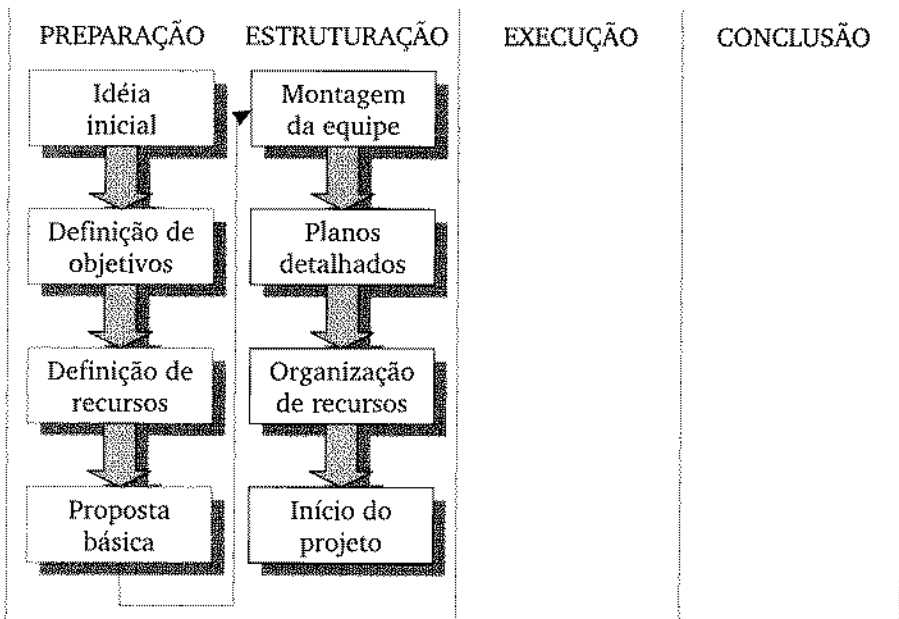 PREPARAÇÃO
ESTRUTURAÇÃO
EXECUÇÃO
CONCLUSÃO
Idéia
inicial
Definição de
objetivos
Definição de
recursos
Proposta
básica
Montagem
da equipe
Planos
detalhados
Organização
de recursos
Início do
projeto